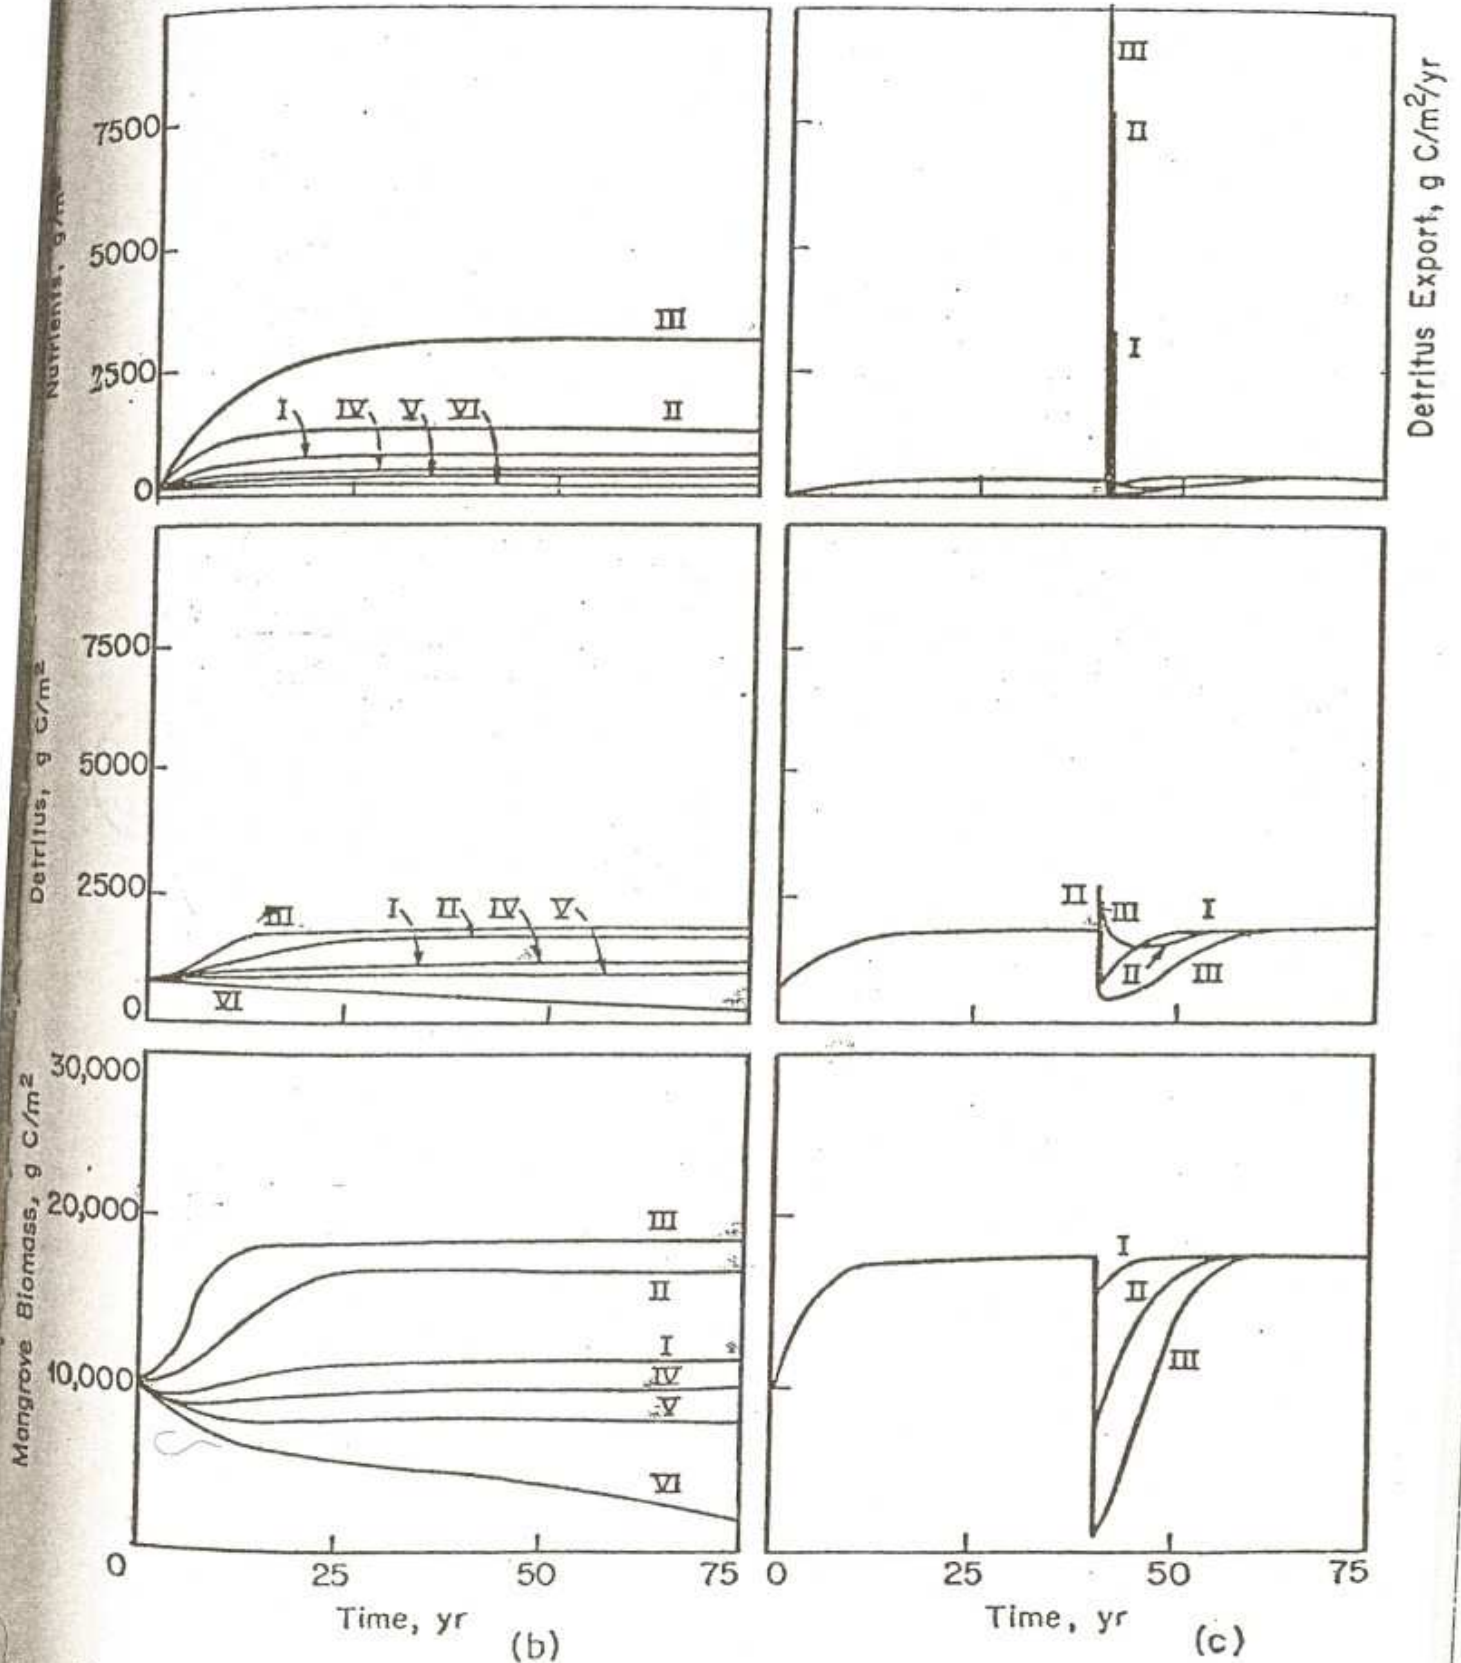 7500
5000
2500
0
Nutrients, g/m²
III
I IV V VI II
III
II
I
Detritus Export, g C/m²/yr
7500
5000
2500
0
Detritus, g C/m²
III I II IV V
VI
II III I
II III
30,000
20,000
10,000
0
Mangrove Biomass, g C/m²
III
II
I
IV
V
VI
I
II
III
25 50 75
0 25 50 75
Time, yr
Time, yr
(b)
(c)